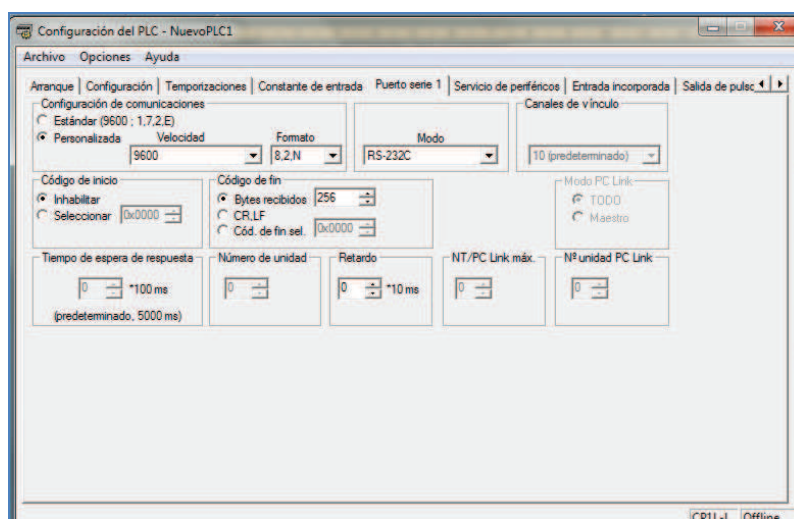 Configuración del PLC - NuevoPLC1
Archivo Opciones Ayuda
Arranque Configuración Temporizaciones Constante de entrada Puerto serie 1 Servicio de periféricos Entrada incorporada Salida de pulsc
Configuración de comunicaciones
Canales de vínculo
Estándar (9600 ; 1,7,2,E)
Personalizada Velocidad Formato Modo
9600 8,2,N RS-232C 10 (predeterminado)
Código de inicio Código de fin Modo PC Link
Inhabilitar Bytes recibidos 256 TODO
Seleccionar 0x0000 CR,LF Maestro
Cód. de fin sel. 0x0000
Tiempo de espera de respuesta Número de unidad Retardo NT/PC Link máx. Nº unidad PC Link
0 *100 ms 0 0 *10 ms 0 0
(predeterminado, 5000 ms)
CP1L-L Offline